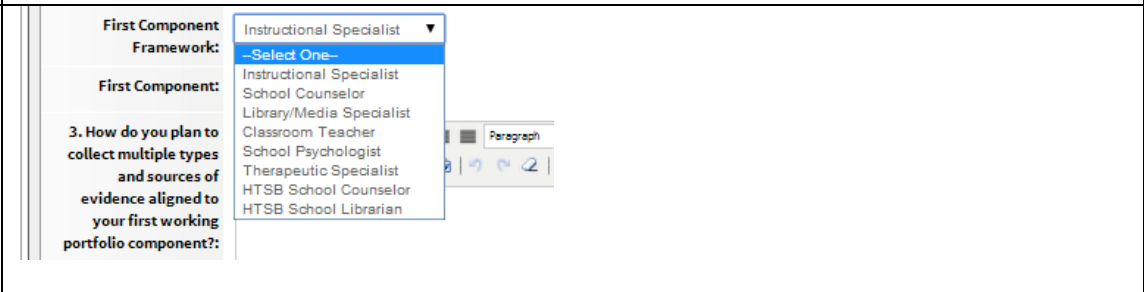 First Component
Framework:
Instructional Specialist
--Select One--
Instructional Specialist
School Counselor
Library/Media Specialist
Classroom Teacher
School Psychologist
Therapeutic Specialist
HTSB School Counselor
HTSB School Librarian
First Component:
3. How do you plan to
collect multiple types
and sources of
evidence aligned to
your first working
portfolio component?:
Paragraph